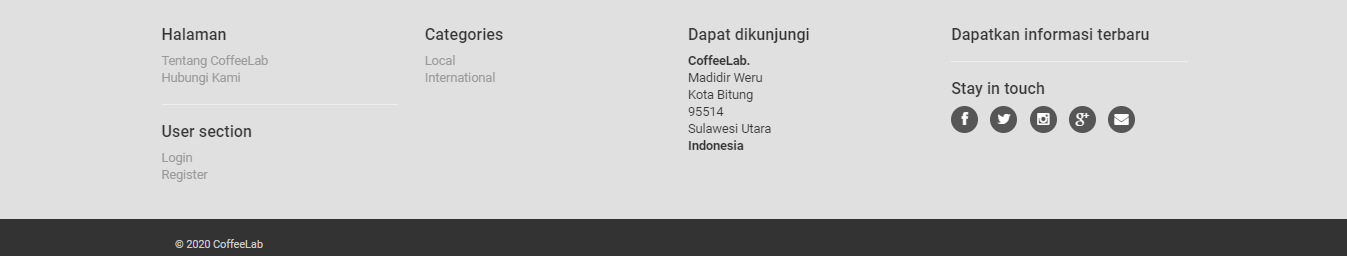 Halaman
Tentang CoffeeLab
Hubungi Kami
User section
Login
Register
Categories
Local
International
Dapat dikunjungi
CoffeeLab.
Madidir Weru
Kota Bitung
95514
Sulawesi Utara
Indonesia
Dapatkan informasi terbaru
Stay in touch
© 2020 CoffeeLab